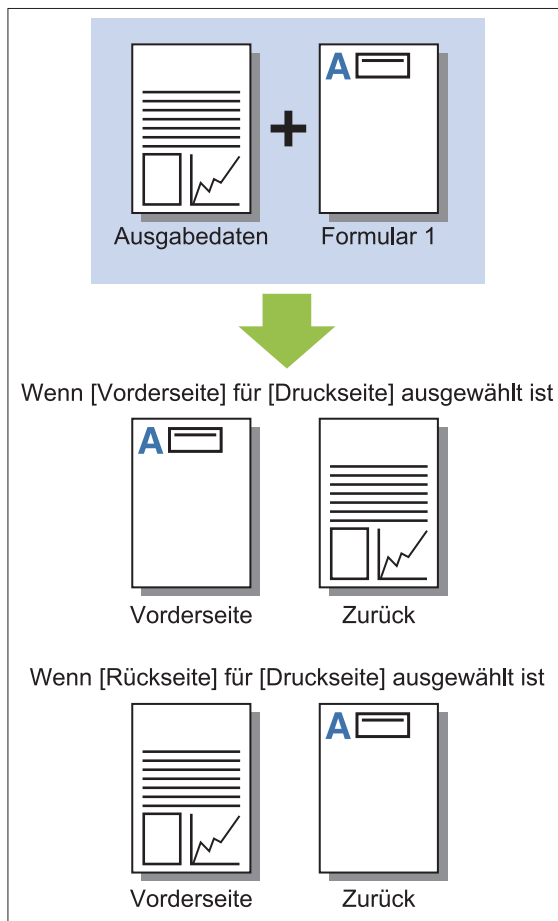 A
Ausgabedaten Formular 1
Wenn [Vorderseite] für [Druckseite] ausgewählt ist
A
Vorderseite Zurück
Wenn [Rückseite] für [Druckseite] ausgewählt ist
A
Vorderseite Zurück